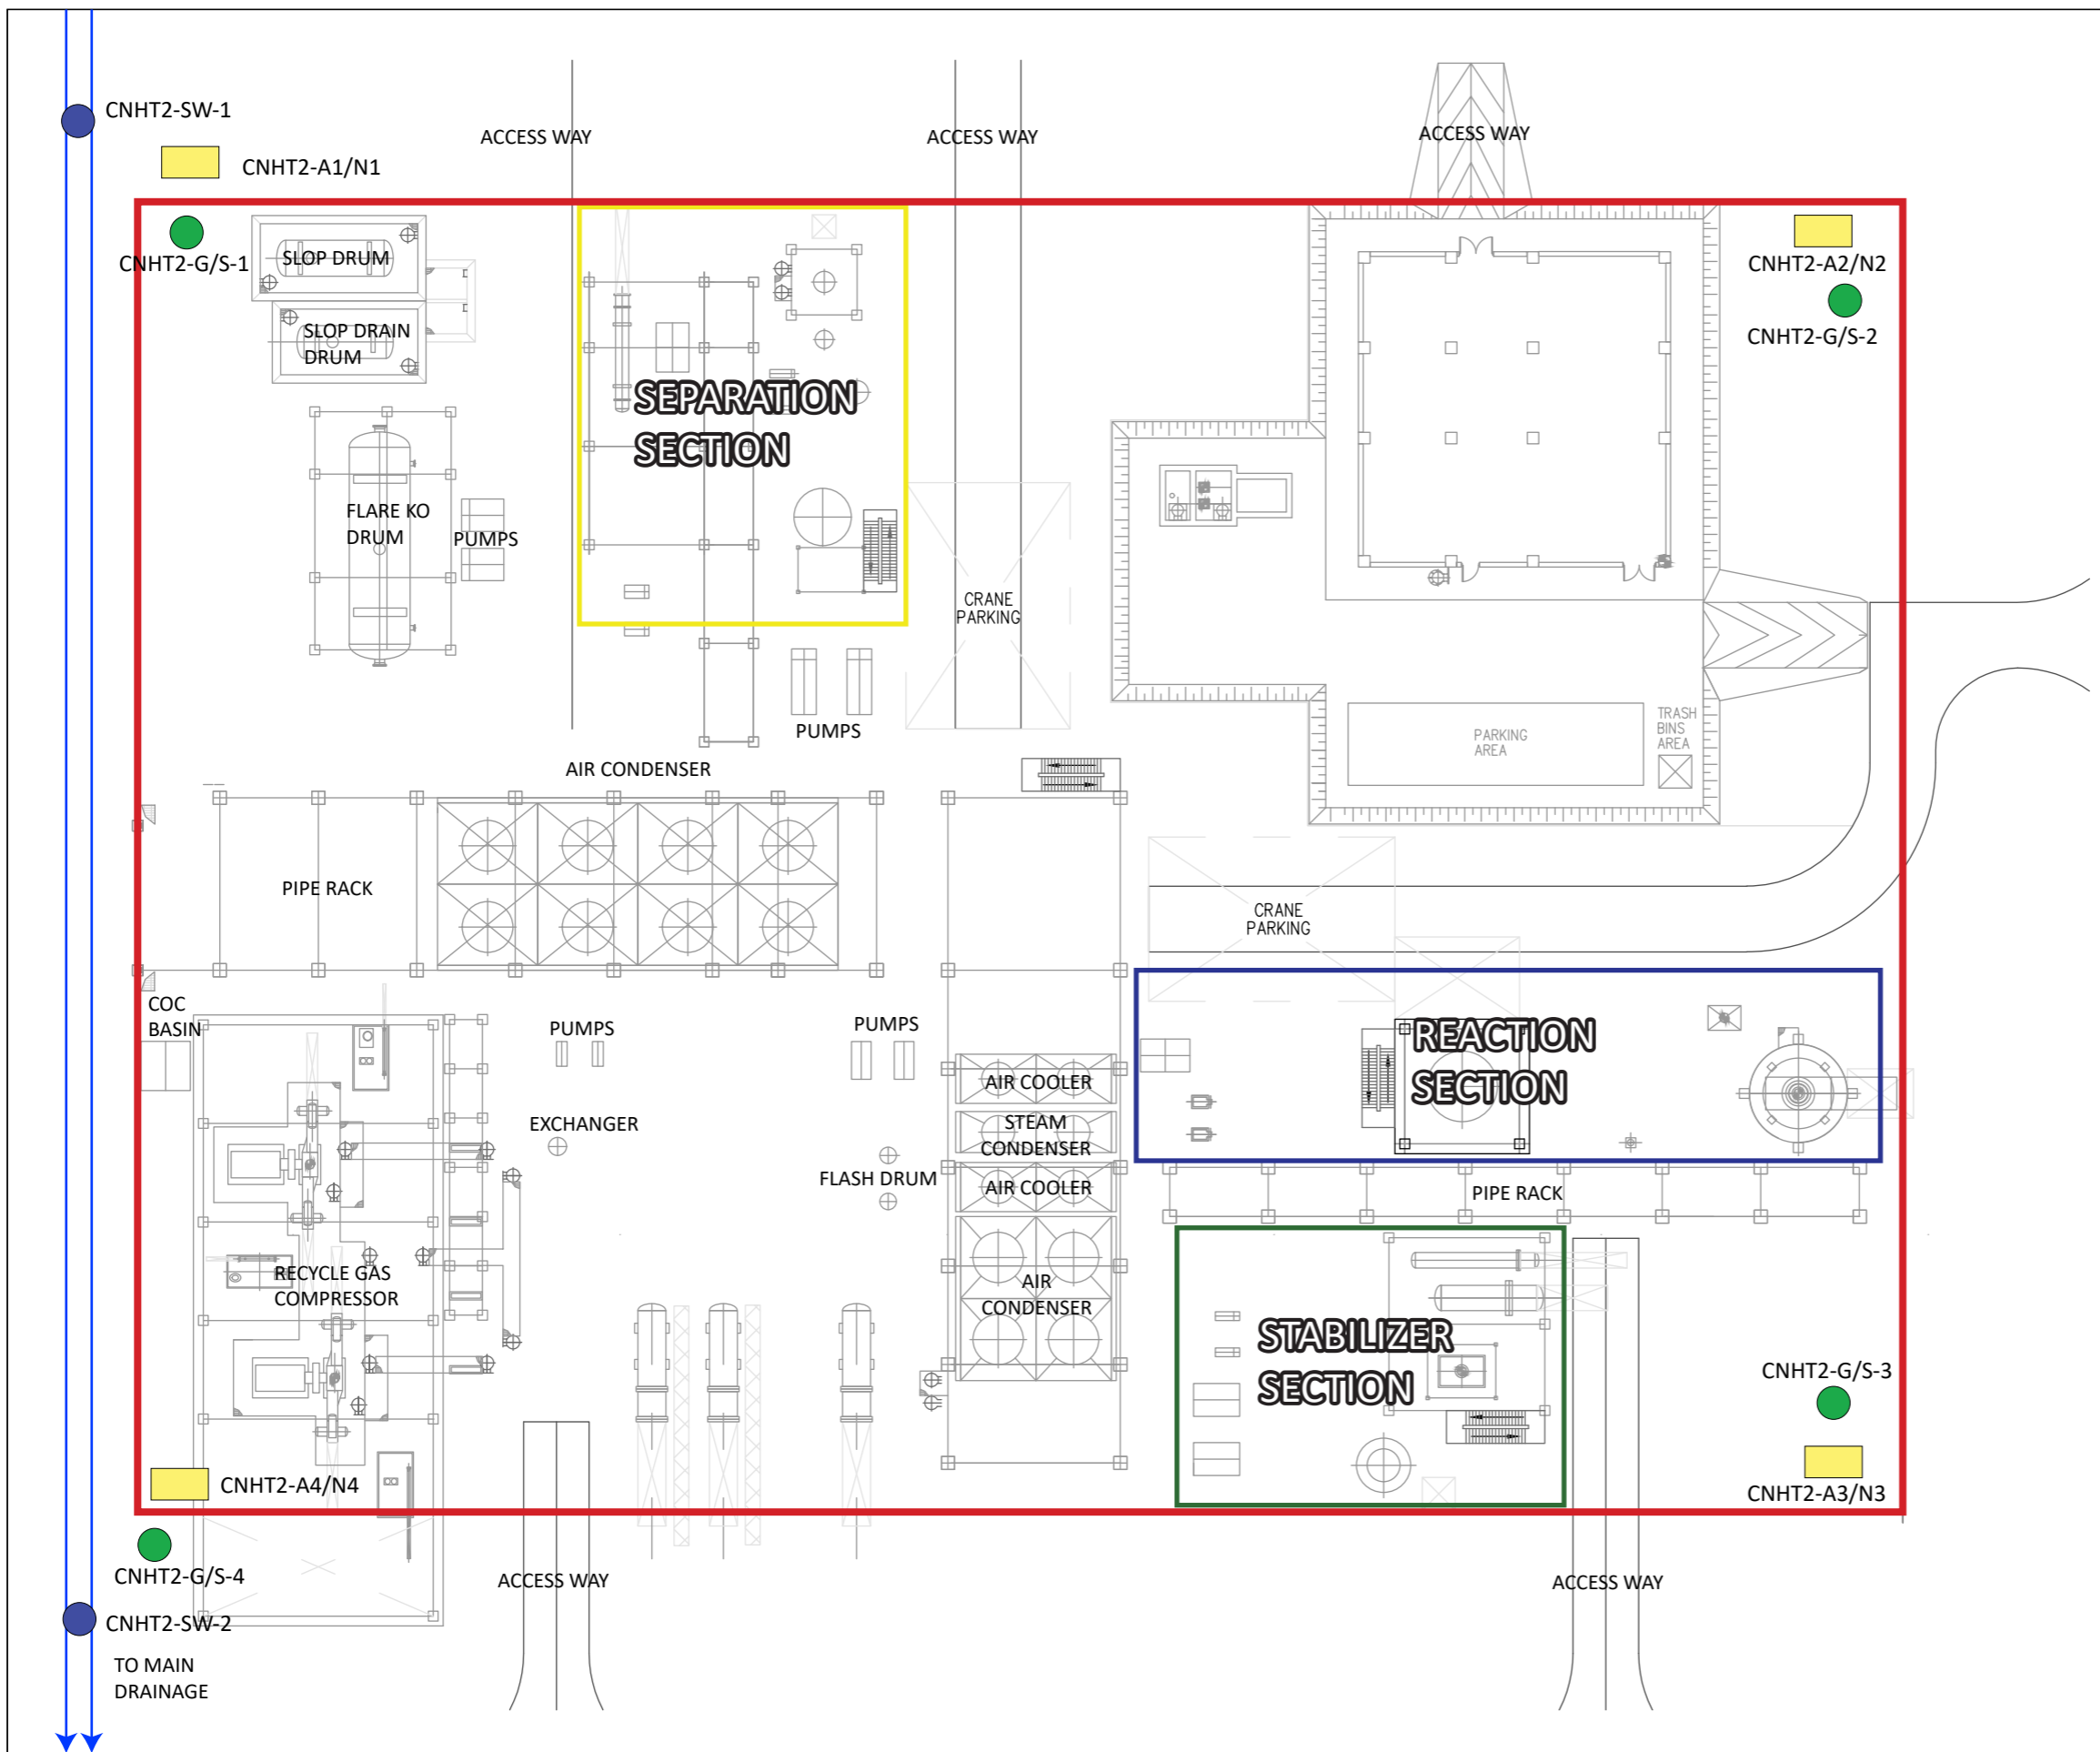 CNHT2-SW-1
ACCESS WAY
ACCESS WAY
ACCESS WAY
CNHT2-A1/N1
CNHT2-G/S-1
SLOP DRUM
CNHT2-A2/N2
SLOP DRAIN
DRUM
CNHT2-G/S-2
SEPARATION
SECTION
FLARE KO
DRUM
PUMPS
CRANE
PARKING
PUMPS
PARKING
AREA
TRASH
BINS
AREA
AIR CONDENSER
PIPE RACK
CRANE
PARKING
COC
BASIN
PUMPS
PUMPS
REACTION
SECTION
AIR COOLER
EXCHANGER
STEAM
CONDENSER
FLASH DRUM
AIR COOLER
PIPE RACK
RECYCLE GAS
COMPRESSOR
AIR
CONDENSER
STABILIZER
SECTION
CNHT2-G/S-3
CNHT2-A4/N4
CNHT2-A3/N3
CNHT2-G/S-4
ACCESS WAY
ACCESS WAY
CNHT2-SW-2
TO MAIN
DRAINAGE